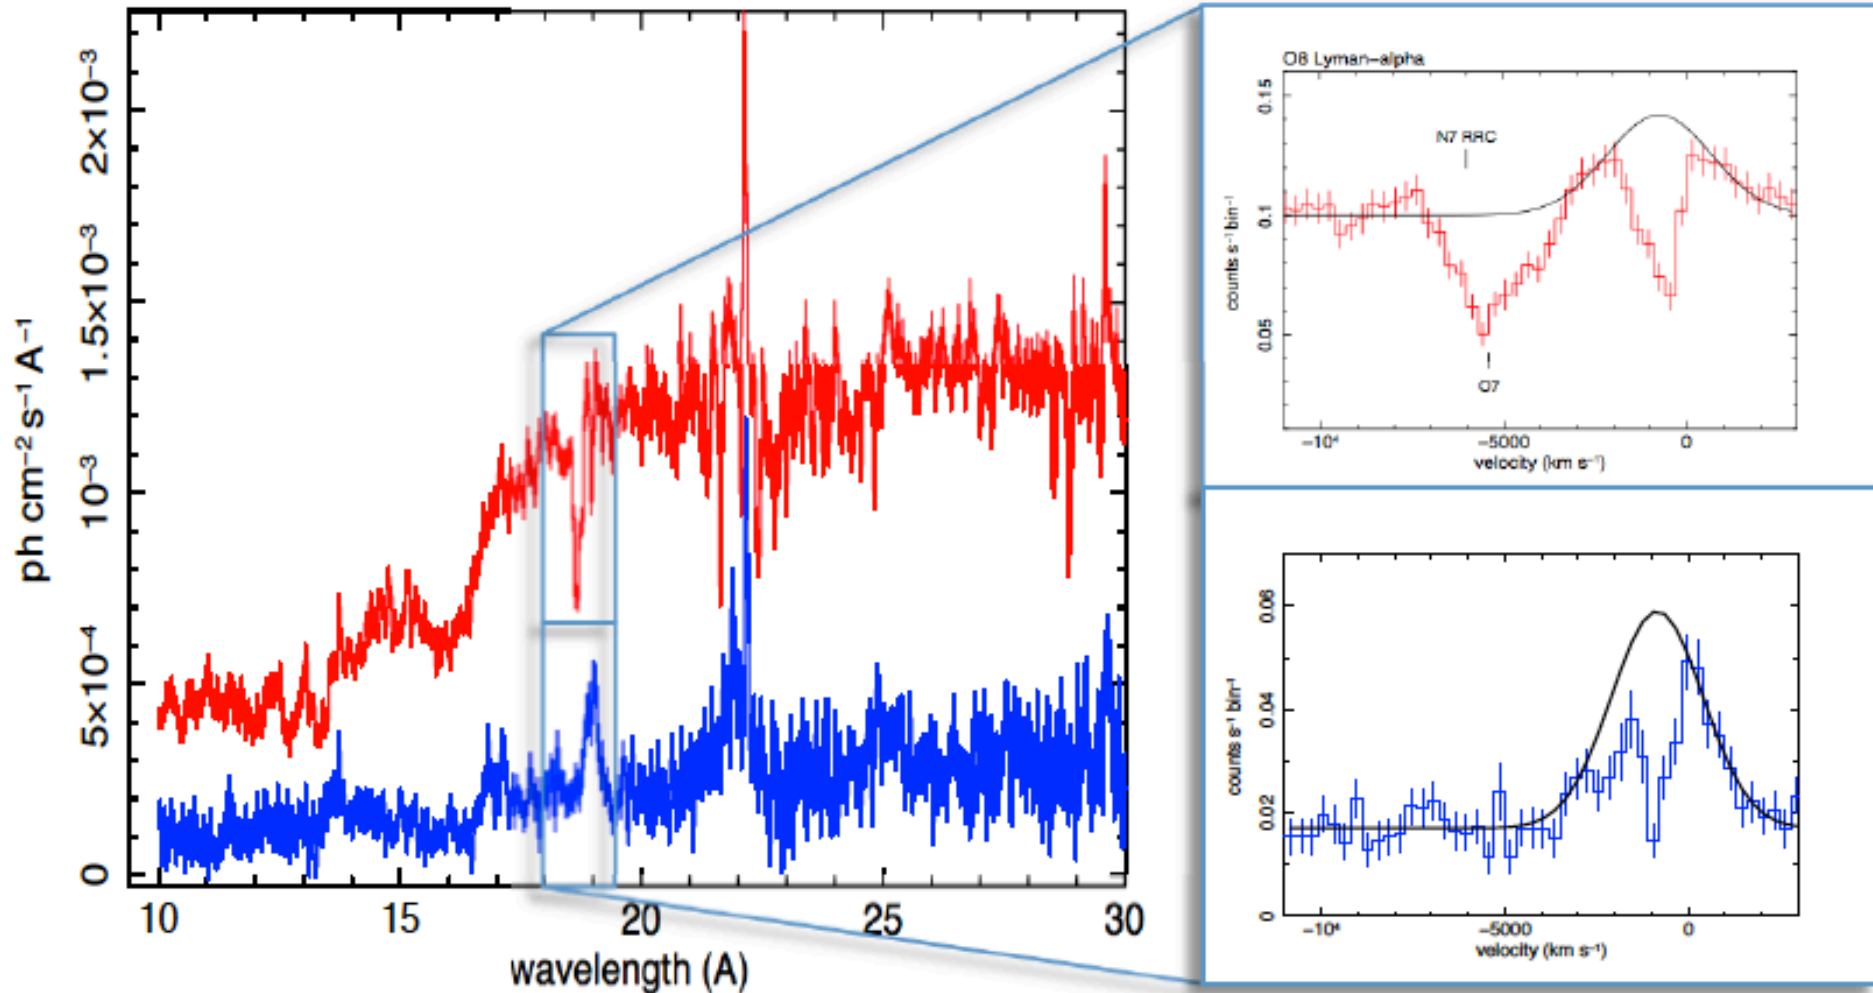 ph cm⁻² s⁻¹ A⁻¹
2×10⁻³
1.5×10⁻³
10⁻³
5×10⁻⁴
0
10 15 20 25 30
wavelength (A)
O8 Lyman-alpha
counts s⁻¹ bin⁻¹
0.15
0.1
0.05
N7 RRC
O7
-10⁴ -5000 0
velocity (km s⁻¹)
counts s⁻¹ bin⁻¹
0.06
0.04
0.02
0
-10⁴ -5000 0
velocity (km s⁻¹)